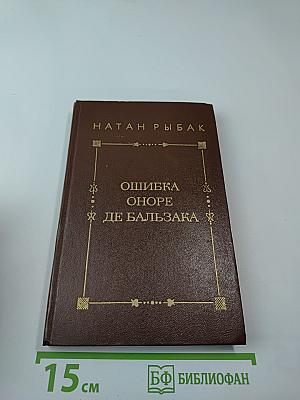 НАТАН РЫБАК
ОШИБКА
ОНОРЕ
ДЕ БАЛЬЗАКА
15 см
БФ БИБЛИОФАН